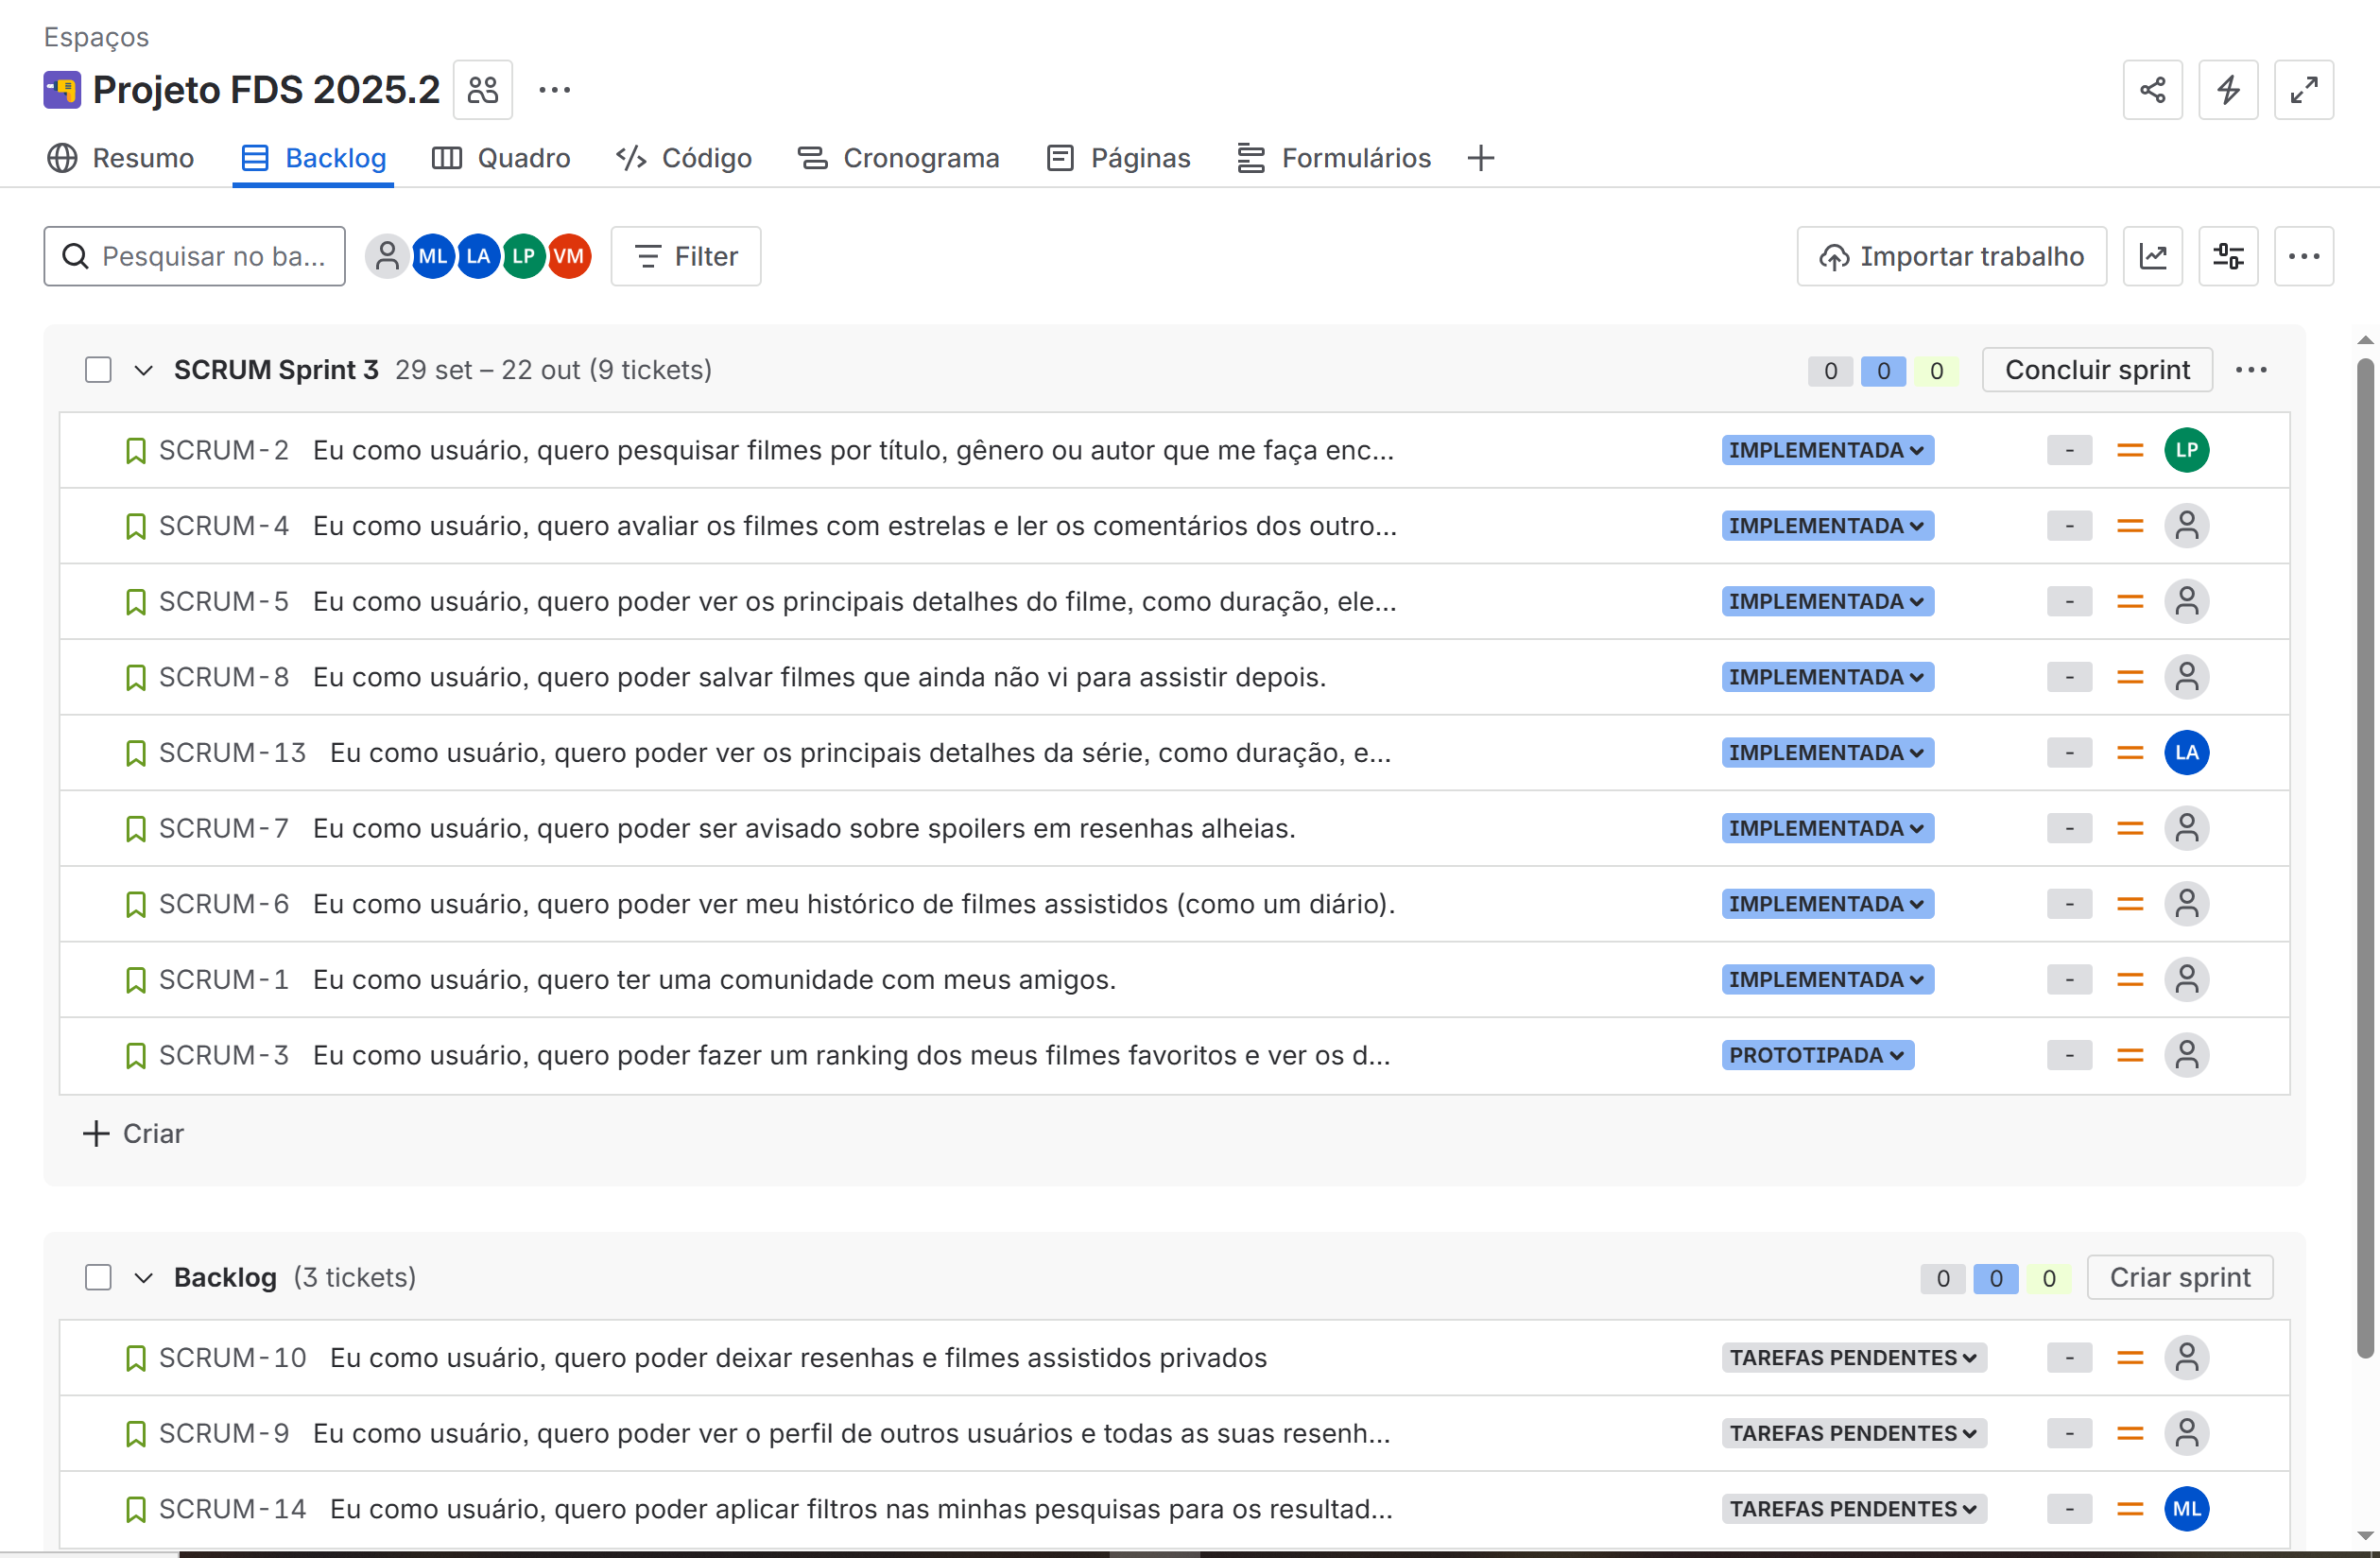 Espaços
Projeto FDS 2025.2
Resumo Backlog Quadro Código Cronograma Páginas Formulários
Pesquisar no ba... ML LA LP VM Filter Importar trabalho
SCRUM Sprint 3 29 set – 22 out (9 tickets) 0 0 0 Concluir sprint
SCRUM-2 Eu como usuário, quero pesquisar filmes por título, gênero ou autor que me faça enc... IMPLEMENTADA - LP
SCRUM-4 Eu como usuário, quero avaliar os filmes com estrelas e ler os comentários dos outro... IMPLEMENTADA -
SCRUM-5 Eu como usuário, quero poder ver os principais detalhes do filme, como duração, ele... IMPLEMENTADA -
SCRUM-8 Eu como usuário, quero poder salvar filmes que ainda não vi para assistir depois. IMPLEMENTADA -
SCRUM-13 Eu como usuário, quero poder ver os principais detalhes da série, como duração, e... IMPLEMENTADA - LA
SCRUM-7 Eu como usuário, quero poder ser avisado sobre spoilers em resenhas alheias. IMPLEMENTADA -
SCRUM-6 Eu como usuário, quero poder ver meu histórico de filmes assistidos (como um diário). IMPLEMENTADA -
SCRUM-1 Eu como usuário, quero ter uma comunidade com meus amigos. IMPLEMENTADA -
SCRUM-3 Eu como usuário, quero poder fazer um ranking dos meus filmes favoritos e ver os d... PROTOTIPADA -
Criar
Backlog (3 tickets) 0 0 0 Criar sprint
SCRUM-10 Eu como usuário, quero poder deixar resenhas e filmes assistidos privados TAREFAS PENDENTES -
SCRUM-9 Eu como usuário, quero poder ver o perfil de outros usuários e todas as suas resenh... TAREFAS PENDENTES -
SCRUM-14 Eu como usuário, quero poder aplicar filtros nas minhas pesquisas para os resultad... TAREFAS PENDENTES - ML